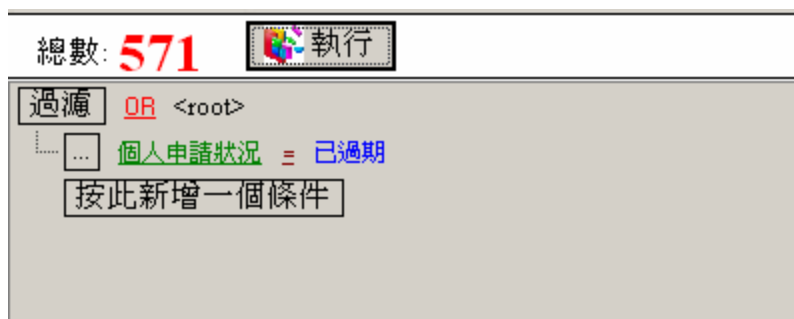 總數: 571 執行
過濾 OR <root>
... 個人申請狀況 = 已過期
按此新增一個條件